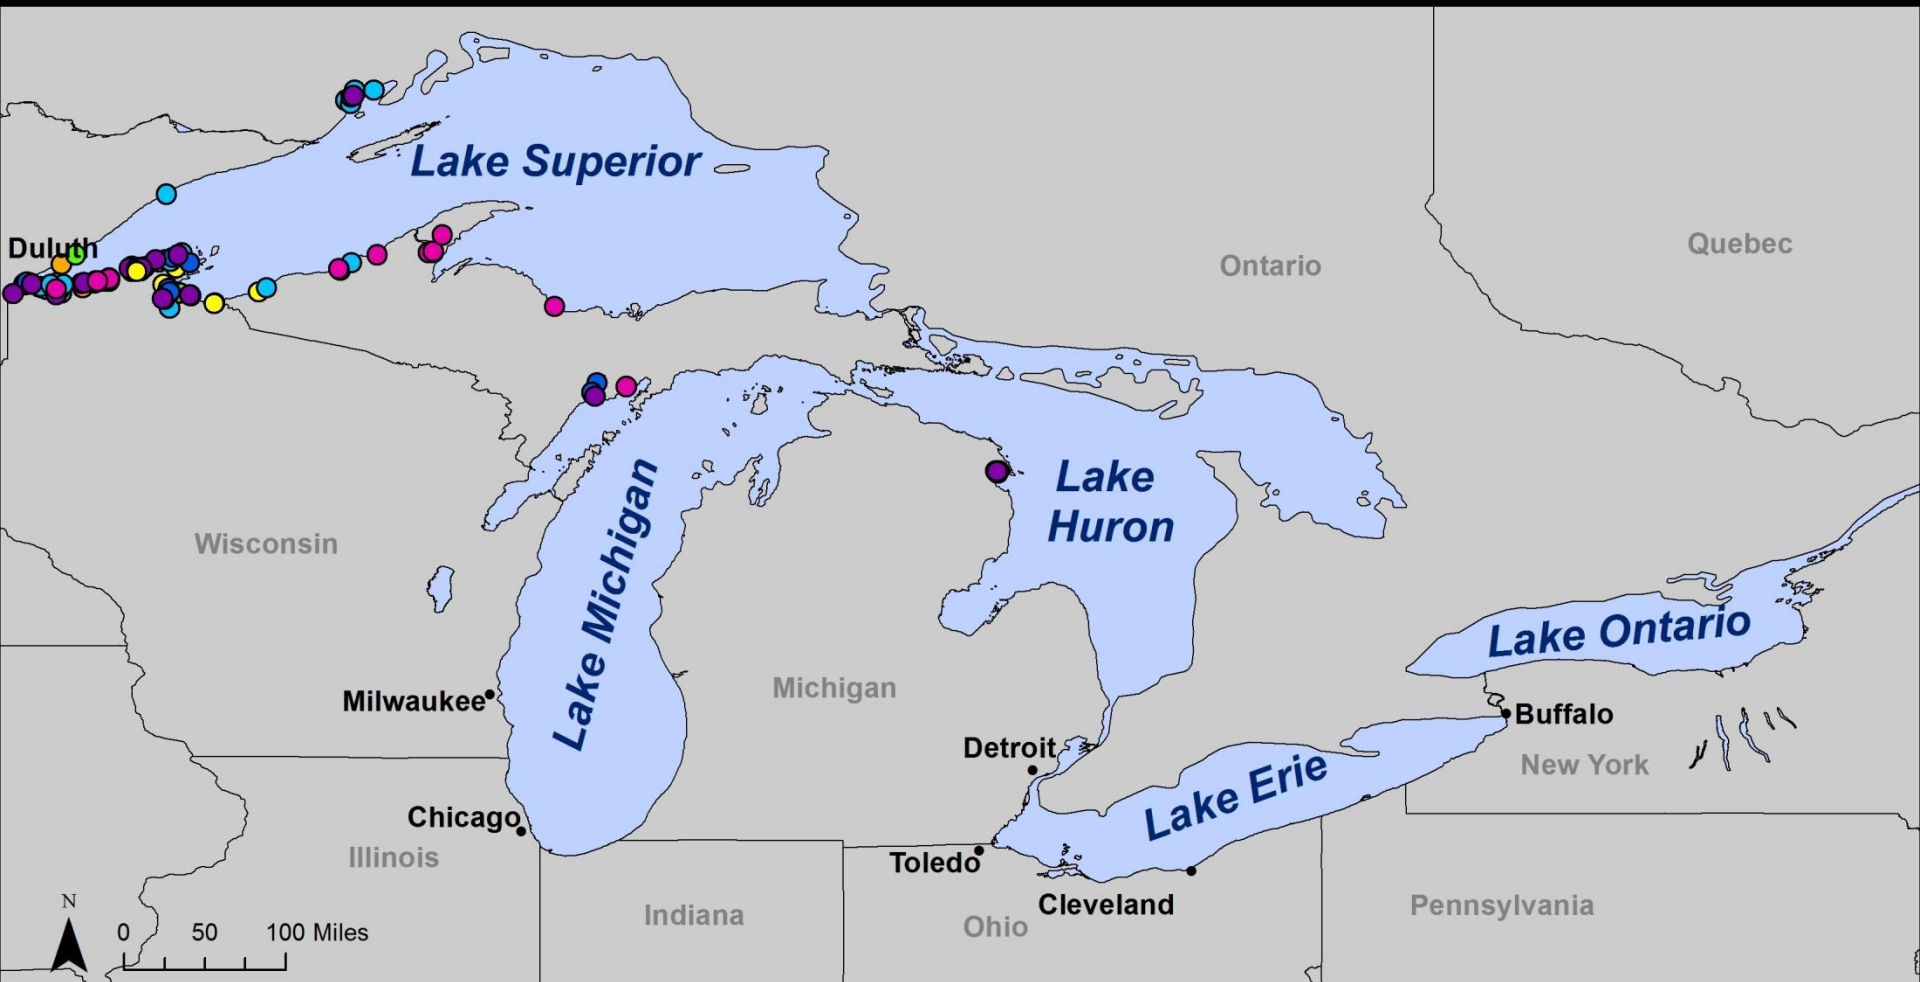 Lake Superior
Duluth
Quebec
Ontario
Lake
Huron
Lake Michigan
Wisconsin
Lake Ontario
Milwaukee
Michigan
Buffalo
Detroit
New York
Lake Erie
Chicago
Illinois
Toledo
Cleveland
Indiana
Ohio
Pennsylvania
N
0 50 100 Miles